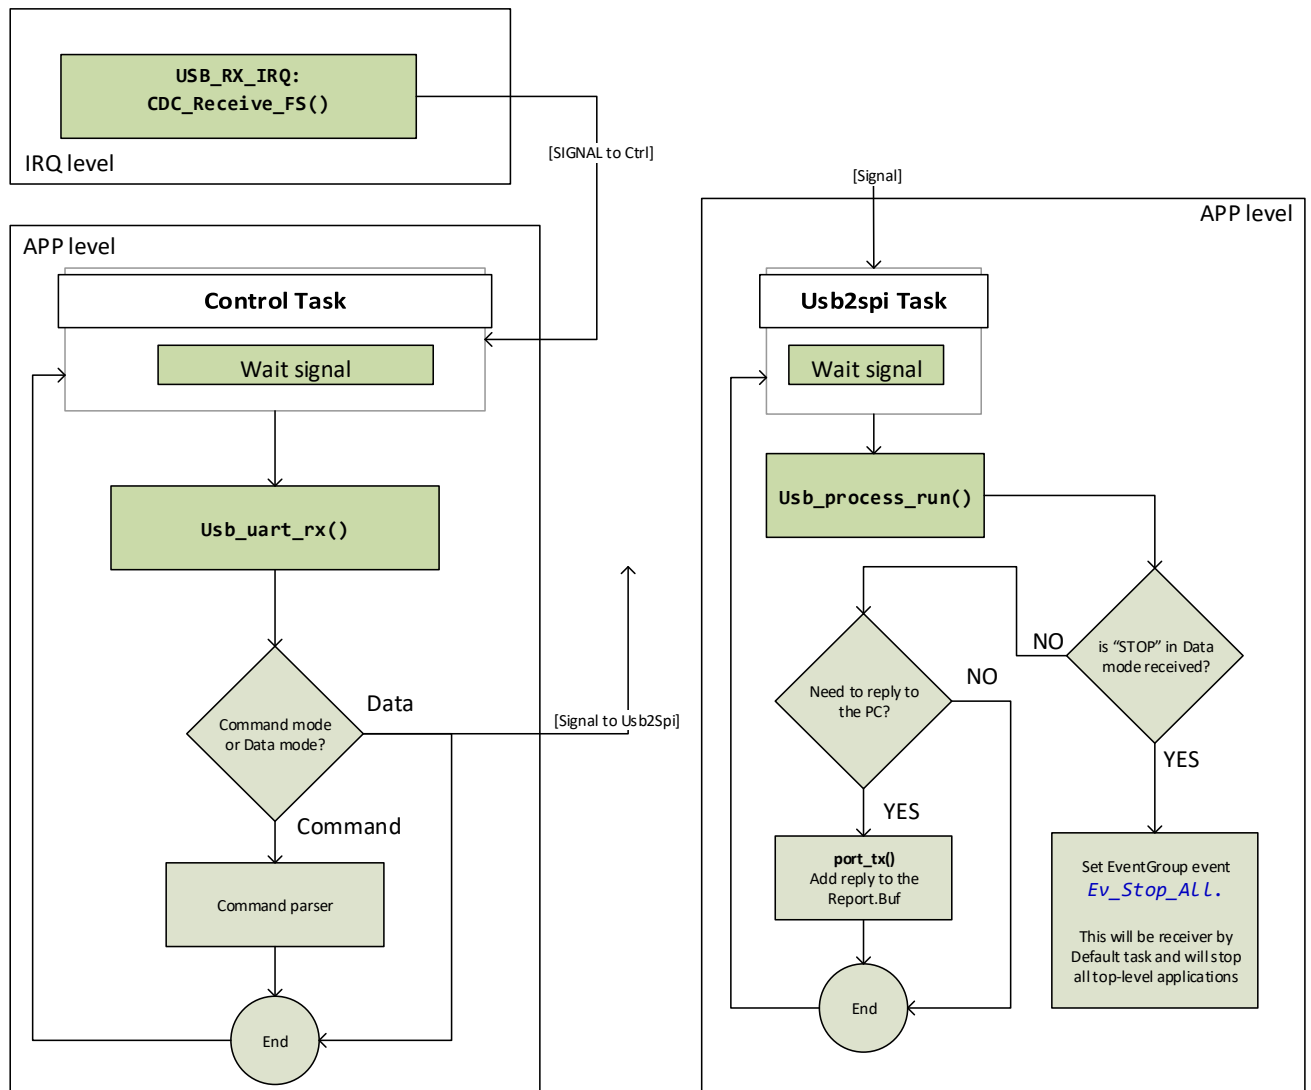 USB_RX_IRQ:
CDC_Receive_FS()
IRQ level
[SIGNAL to Ctrl]
APP level
Control Task
Wait signal
Usb_uart_rx()
Command mode
or Data mode?
Data
[Signal to Usb2Spi]
Command
Command parser
End
[Signal]
APP level
Usb2spi Task
Wait signal
Usb_process_run()
is “STOP” in Data
mode received?
NO
YES
Need to reply to
the PC?
NO
YES
port_tx()
Add reply to the
Report.Buf
End
Set EventGroup event
Ev_Stop_All.
This will be receiver by
Default task and will stop
all top-level applications